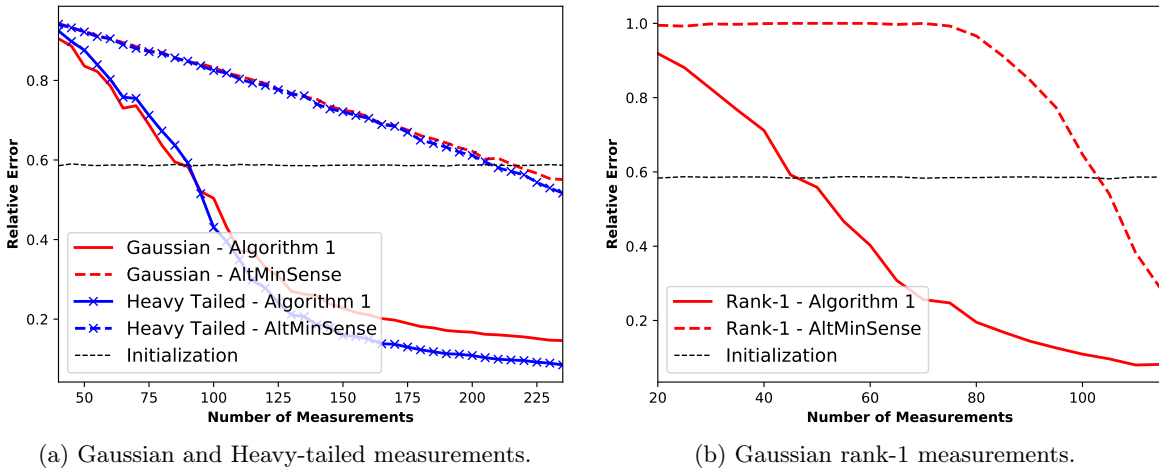 0.8
0.6
0.4
0.2
Relative Error
Gaussian - Algorithm 1
Gaussian - AltMinSense
Heavy Tailed - Algorithm 1
Heavy Tailed - AltMinSense
Initialization
50 75 100 125 150 175 200 225
Number of Measurements
(a) Gaussian and Heavy-tailed measurements.
1.0
0.8
0.6
0.4
0.2
Relative Error
Rank-1 - Algorithm 1
Rank-1 - AltMinSense
Initialization
20 40 60 80 100
Number of Measurements
(b) Gaussian rank-1 measurements.